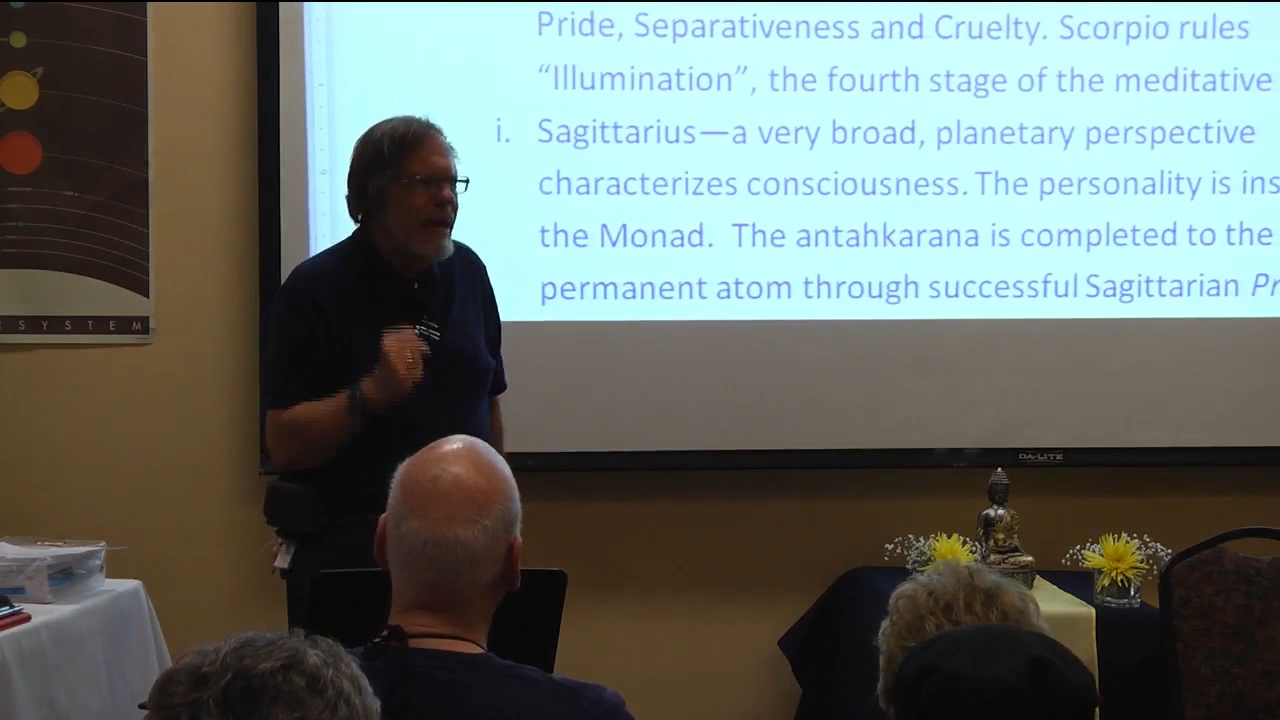 Pride, Separativeness and Cruelty. Scorpio rules
“Illumination”, the fourth stage of the meditative
i. Sagittarius—a very broad, planetary perspective
characterizes consciousness. The personality is ins
the Monad. The antahkarana is completed to the
permanent atom through successful Sagittarian Pr
SYSTEM
DA-LITE